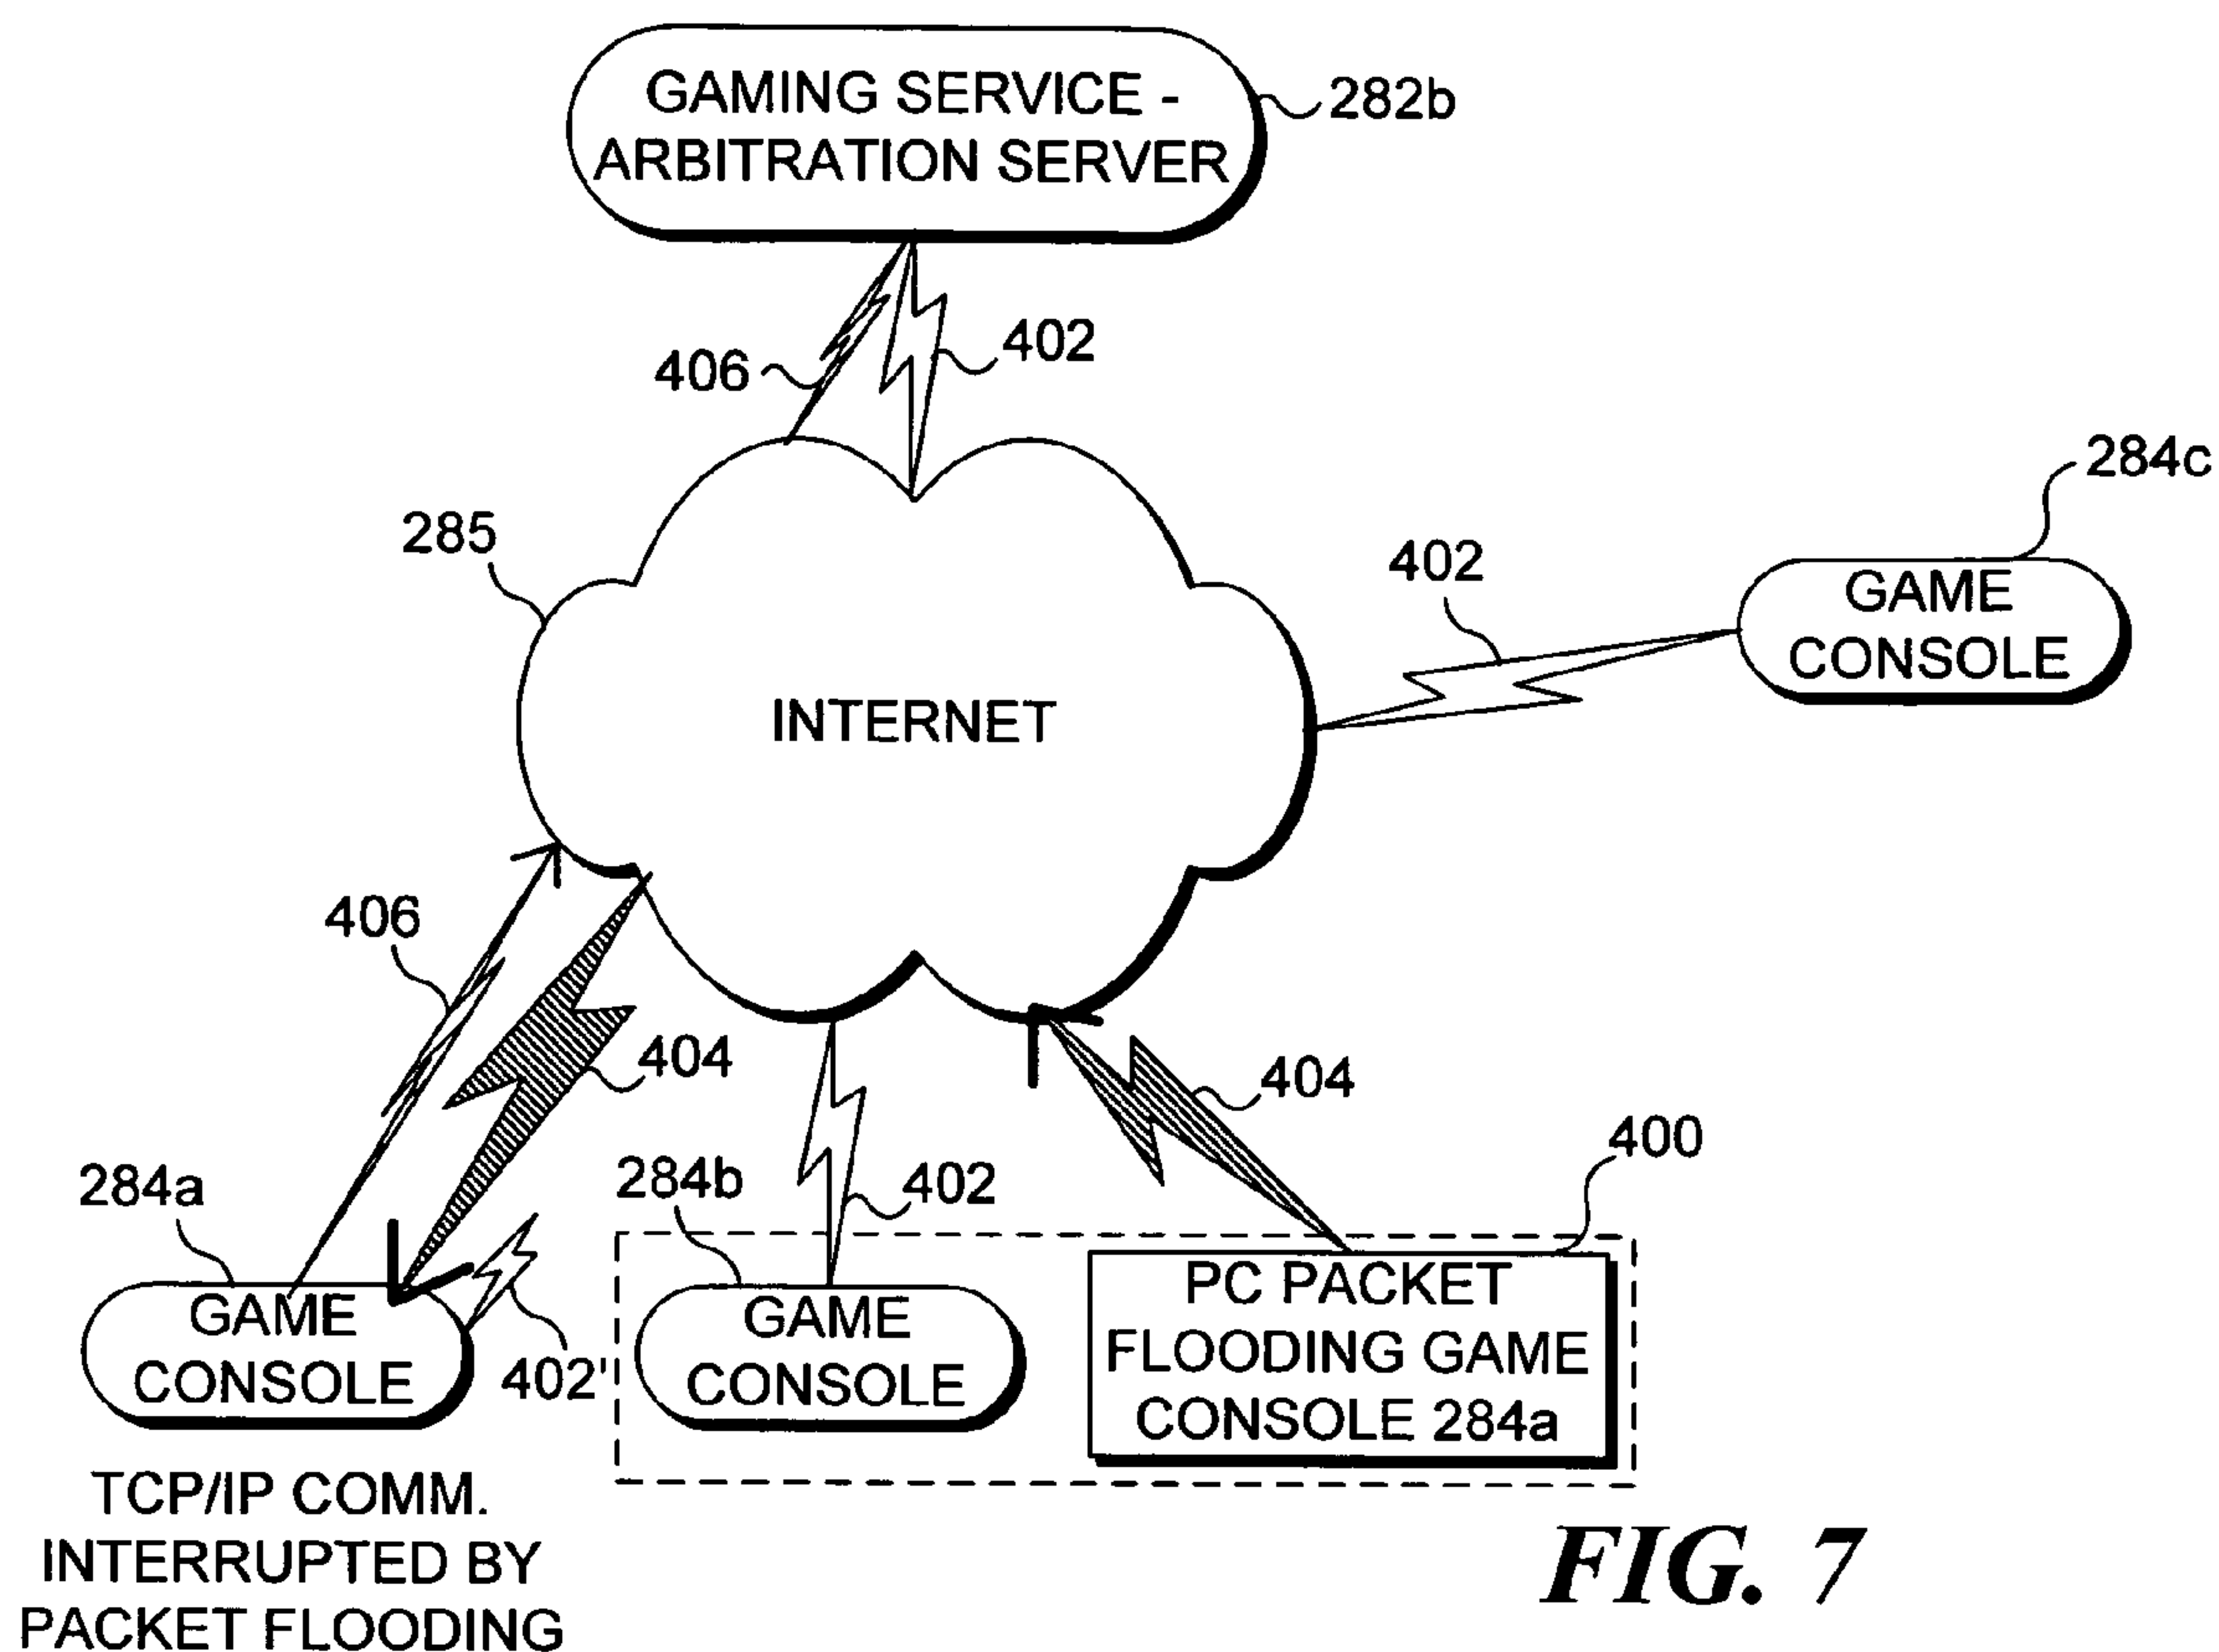 GAMING SERVICE -
ARBITRATION SERVER
282b
406
402
284c
285
402
GAME
CONSOLE
INTERNET
406
404
404
400
284a
284b
402
GAME
CONSOLE
402'
GAME
CONSOLE
PC PACKET
FLOODING GAME
CONSOLE 284a
TCP/IP COMM.
INTERRUPTED BY
PACKET FLOODING
FIG. 7